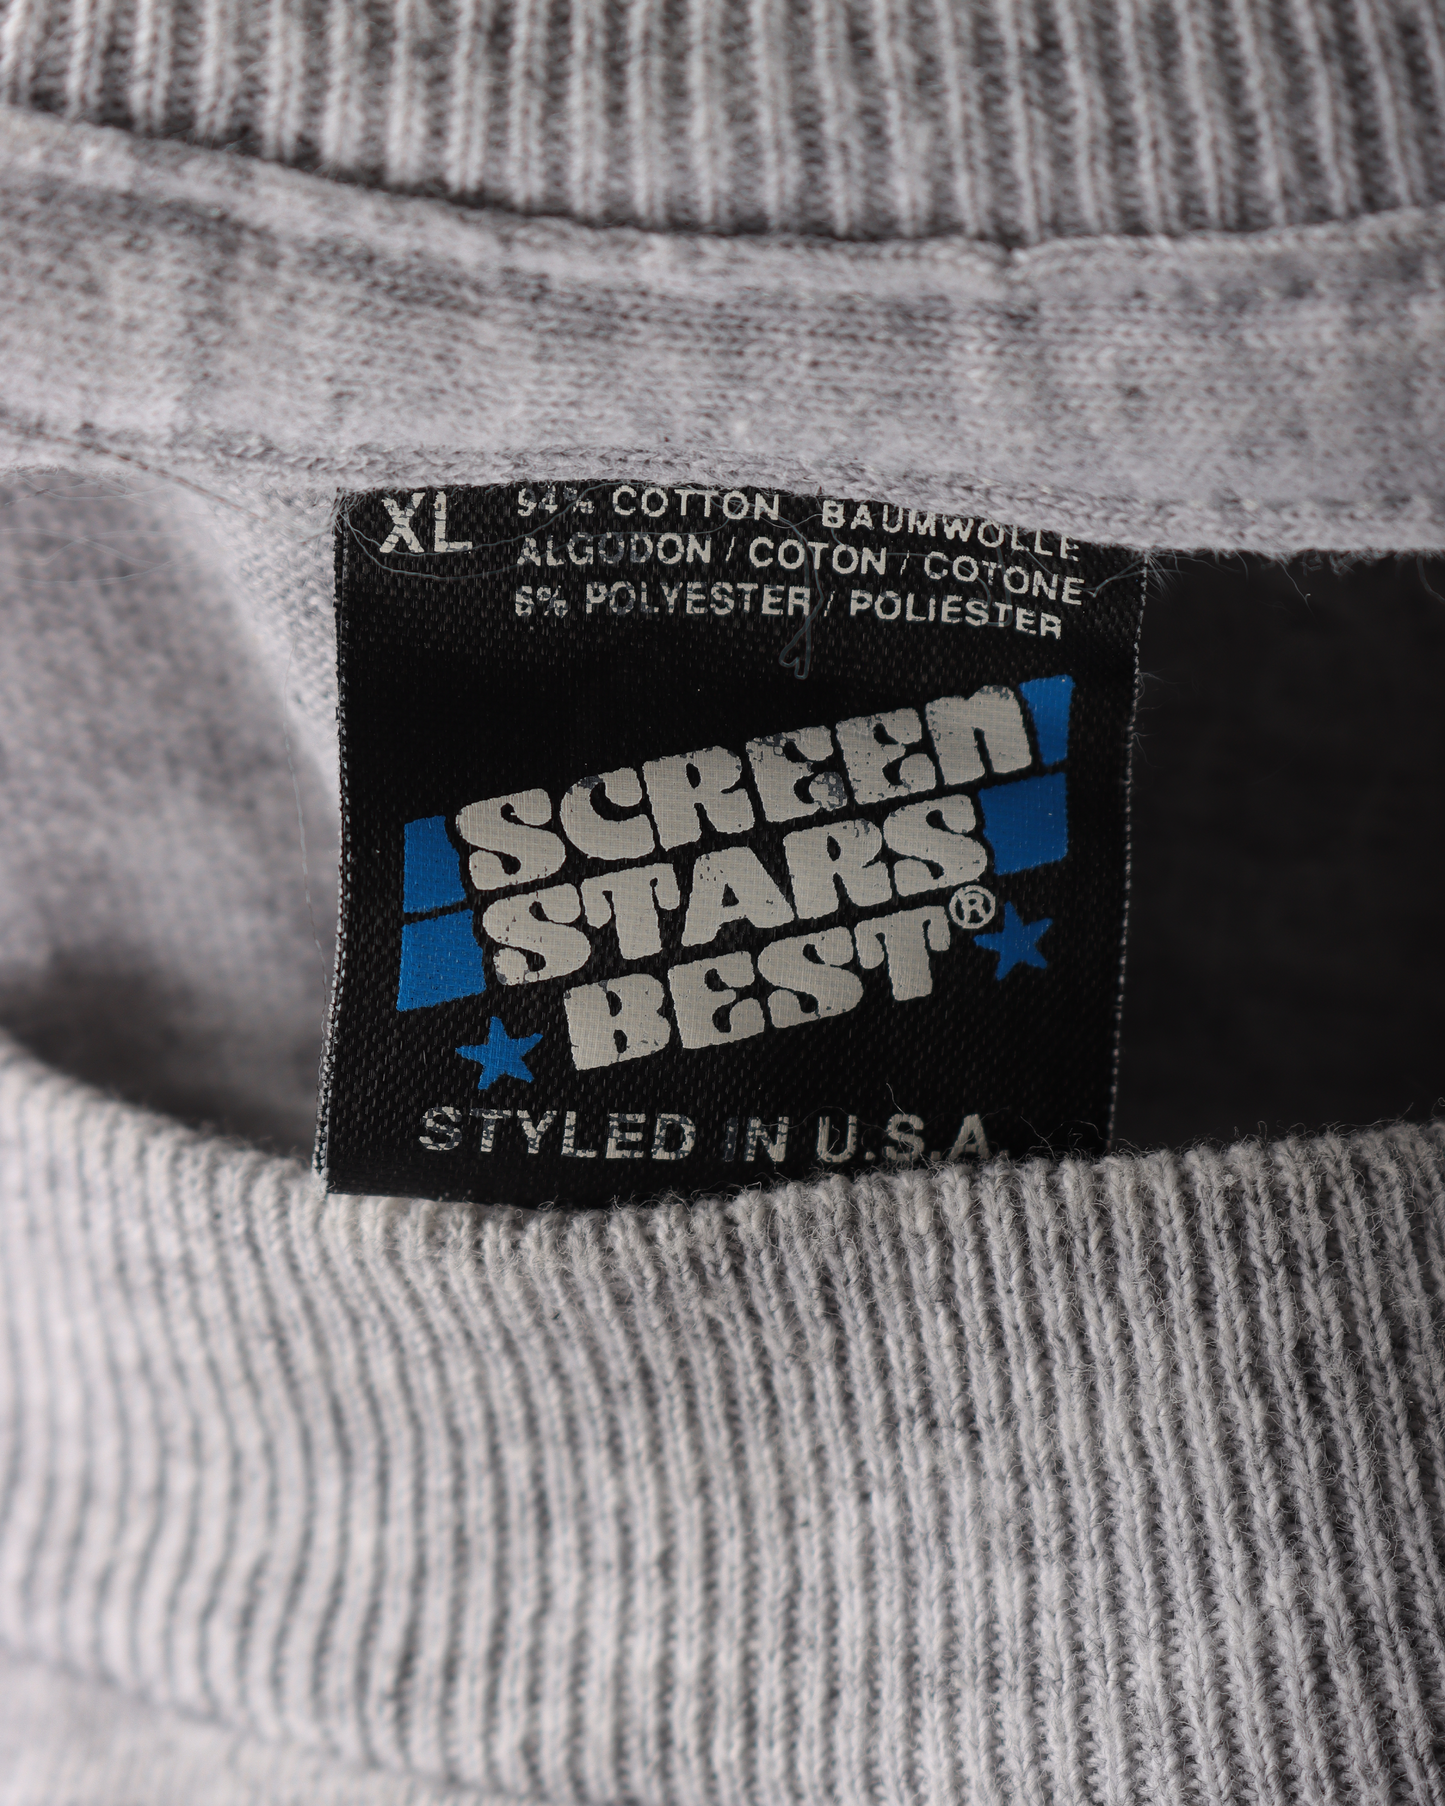 XL
94% COTTON BAUMWOLLE
ALGODON / COTON / COTONE
6% POLYESTER / POLIESTER
SCREEN
STARS
BEST®
STYLED IN U.S.A.